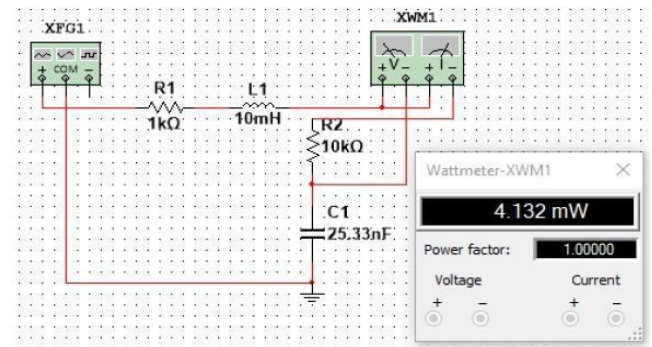 XFG1
COM
R1
1kΩ
L1
10mH
XWM1
V
I
R2
10kΩ
C1
25.33nF
Wattmeter-XWM1
4.132 mW
Power factor: 1.00000
Voltage Current
+ − + −